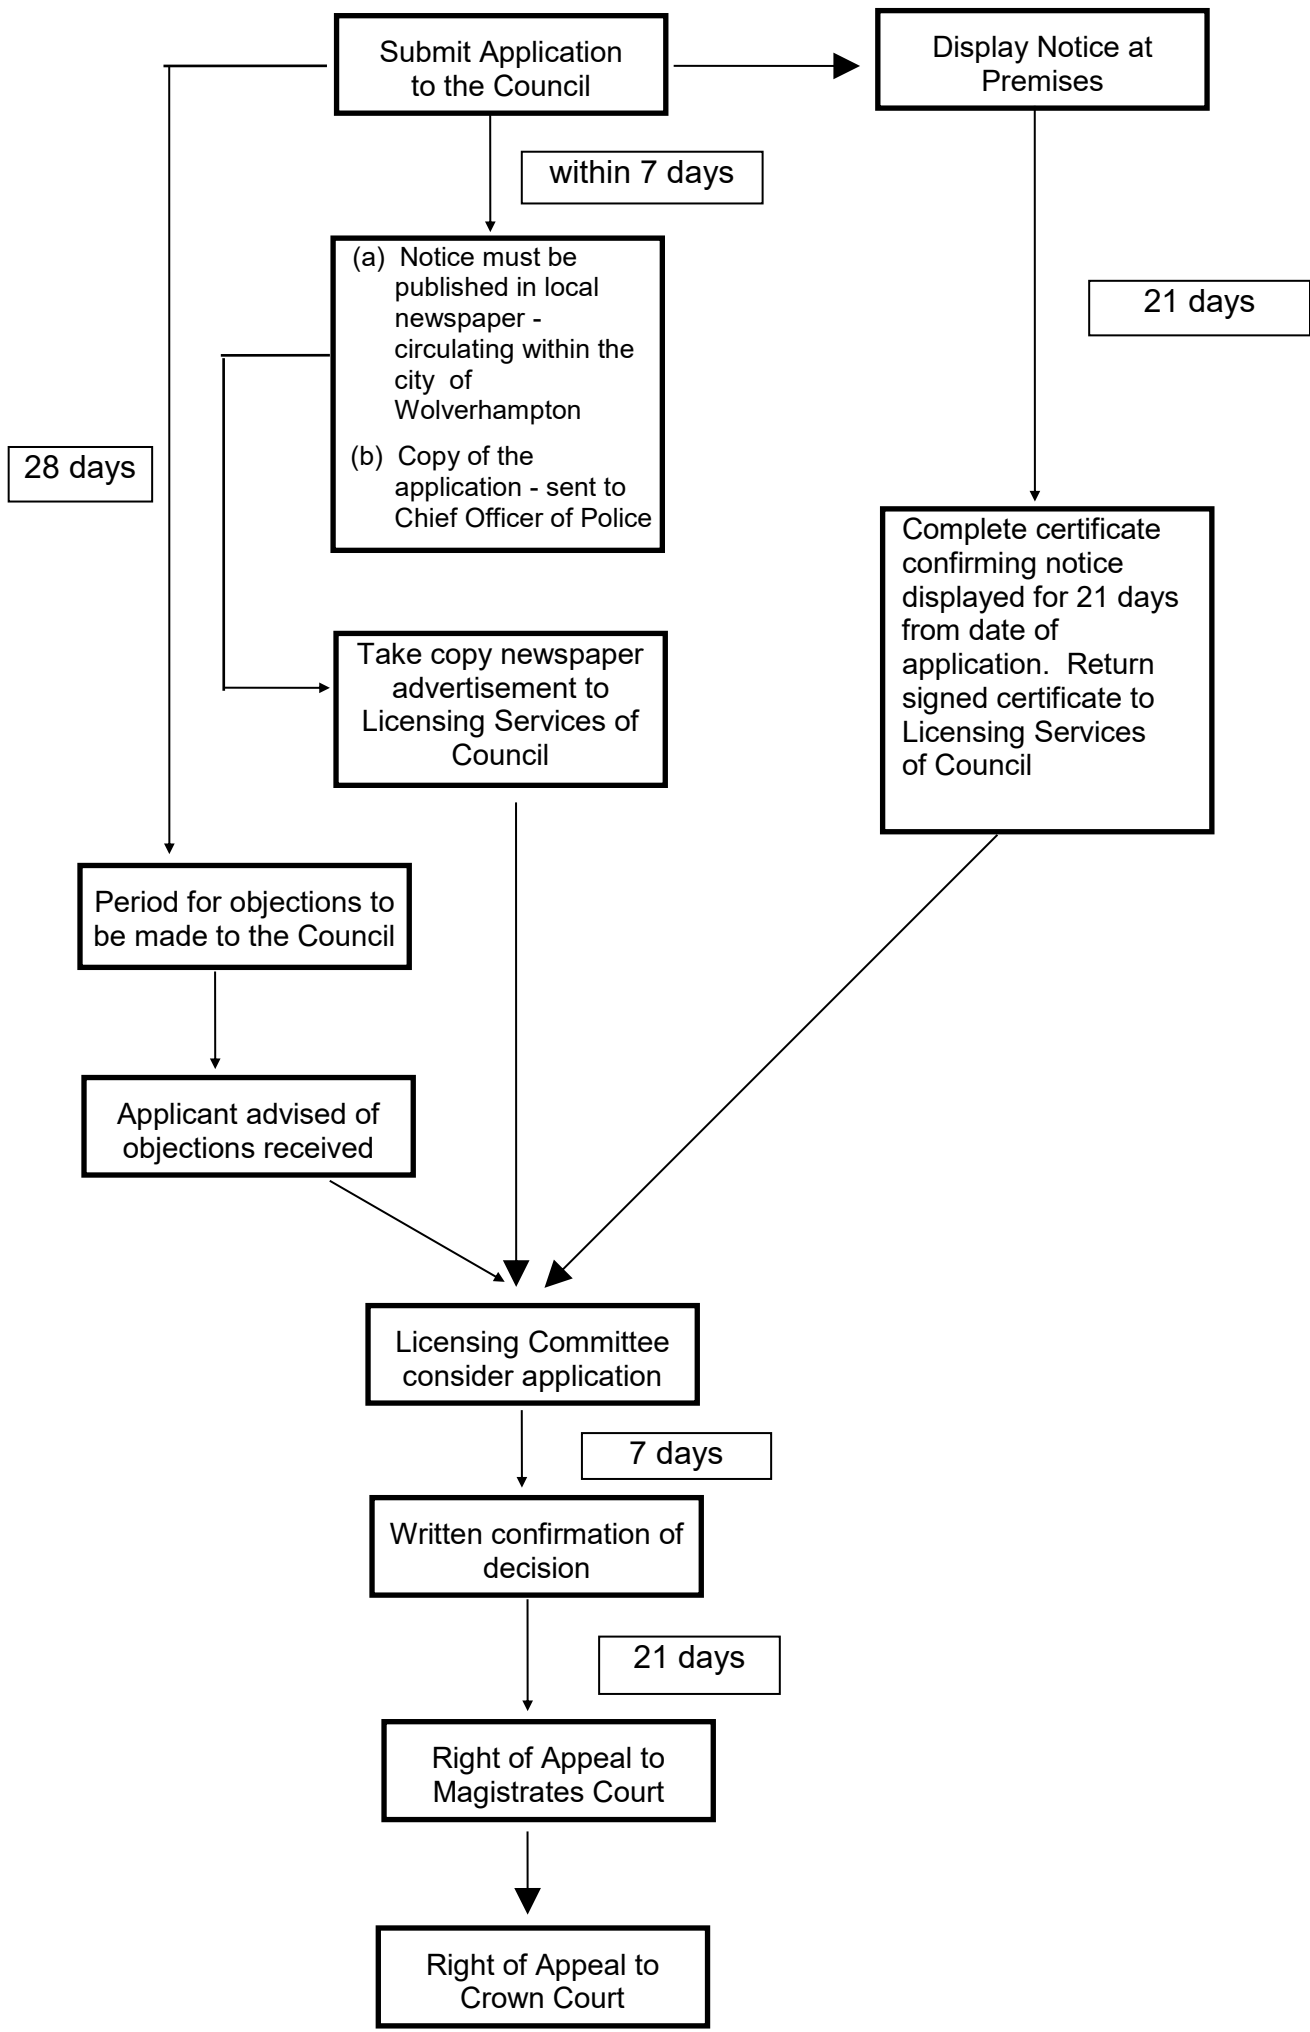 Submit Application
to the Council
Display Notice at
Premises
within 7 days
(a) Notice must be
published in local
newspaper -
circulating within the
city of
Wolverhampton
(b) Copy of the
application - sent to
Chief Officer of Police
21 days
28 days
Complete certificate
confirming notice
displayed for 21 days
from date of
application. Return
signed certificate to
Licensing Services
of Council
Take copy newspaper
advertisement to
Licensing Services of
Council
Period for objections to
be made to the Council
Applicant advised of
objections received
Licensing Committee
consider application
7 days
Written confirmation of
decision
21 days
Right of Appeal to
Magistrates Court
Right of Appeal to
Crown Court